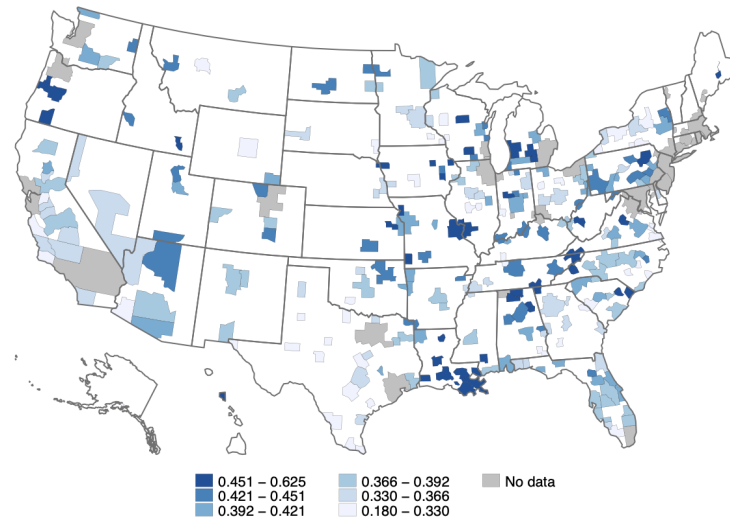 0.451 – 0.625 0.366 – 0.392 No data
0.421 – 0.451 0.330 – 0.366
0.392 – 0.421 0.180 – 0.330